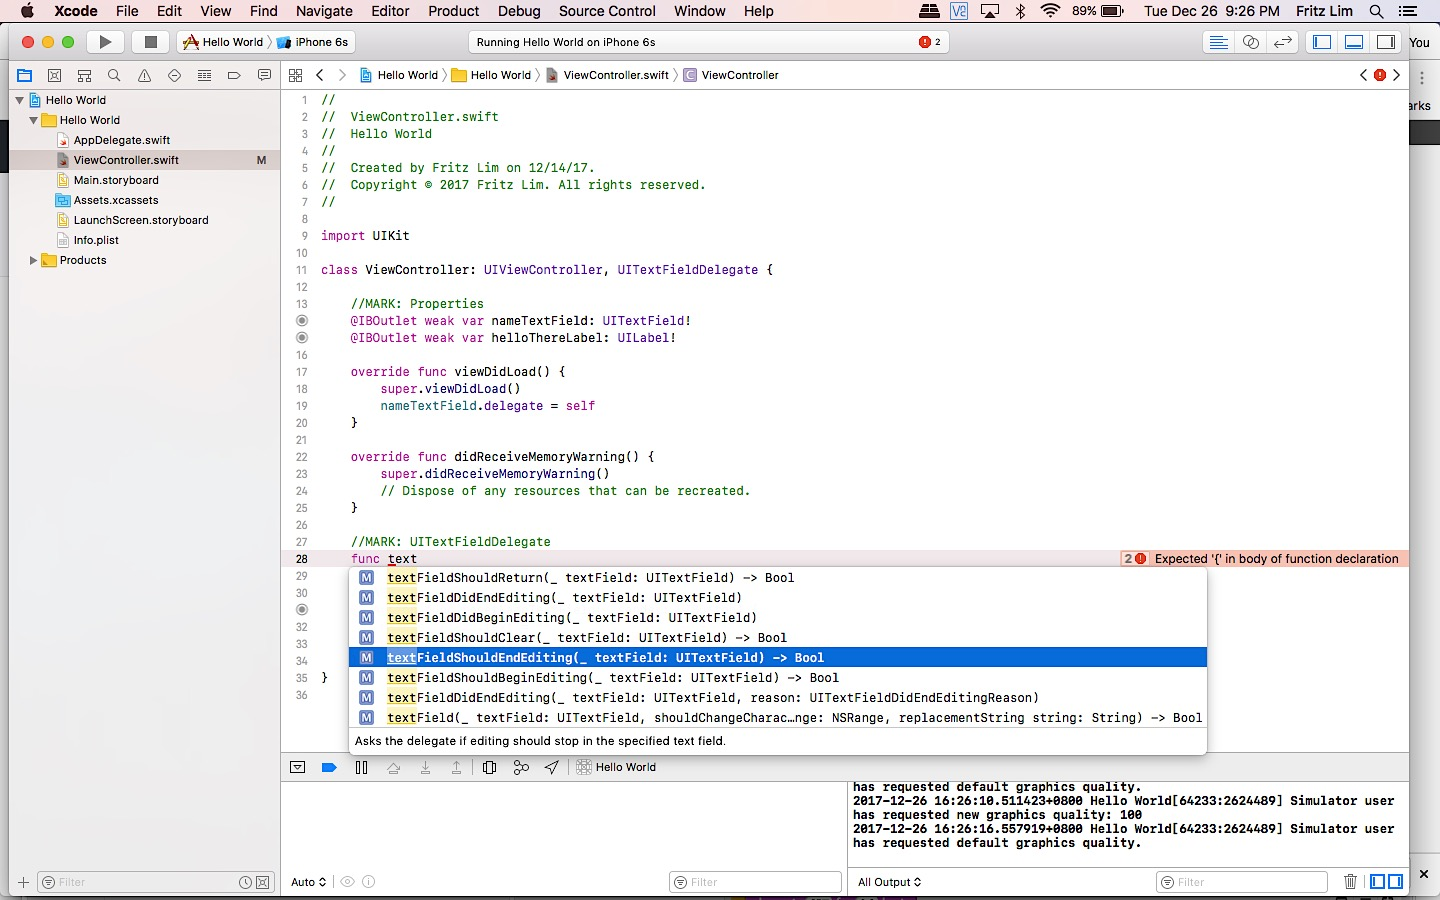 Xcode File Edit View Find Navigate Editor Product Debug Source Control Window Help 89% Tue Dec 26 9:26 PM Fritz Lim
Hello World iPhone 6s Running Hello World on iPhone 6s 2 You
Hello World Hello World ViewController.swift ViewController
arks
Hello World
Hello World
AppDelegate.swift
ViewController.swift M
Main.storyboard
Assets.xcassets
LaunchScreen.storyboard
Info.plist
Products
Filter
1 //
2 // ViewController.swift
3 // Hello World
4 //
5 // Created by Fritz Lim on 12/14/17.
6 // Copyright © 2017 Fritz Lim. All rights reserved.
7 //
8
9 import UIKit
10
11 class ViewController: UIViewController, UITextFieldDelegate {
12
13 //MARK: Properties
@IBOutlet weak var nameTextField: UITextField!
@IBOutlet weak var helloThereLabel: UILabel!
16
17 override func viewDidLoad() {
18 super.viewDidLoad()
19 nameTextField.delegate = self
20 }
21
22 override func didReceiveMemoryWarning() {
23 super.didReceiveMemoryWarning()
24 // Dispose of any resources that can be recreated.
25 }
26
27 //MARK: UITextFieldDelegate
28 func text 2 Expected '{' in body of function declaration
29
30
32
33
34
35 }
36
M textFieldShouldReturn(_ textField: UITextField) -> Bool
M textFieldDidEndEditing(_ textField: UITextField)
M textFieldDidBeginEditing(_ textField: UITextField)
M textFieldShouldClear(_ textField: UITextField) -> Bool
M textFieldShouldEndEditing(_ textField: UITextField) -> Bool
M textFieldShouldBeginEditing(_ textField: UITextField) -> Bool
M textFieldDidEndEditing(_ textField: UITextField, reason: UITextFieldDidEndEditingReason)
M textField(_ textField: UITextField, shouldChangeCharac…nge: NSRange, replacementString string: String) -> Bool
Asks the delegate if editing should stop in the specified text field.
Hello World
has requested default graphics quality.
2017-12-26 16:26:10.511423+0800 Hello World[64233:2624489] Simulator user
has requested new graphics quality: 100
2017-12-26 16:26:16.557919+0800 Hello World[64233:2624489] Simulator user
has requested default graphics quality.
Auto Filter All Output Filter